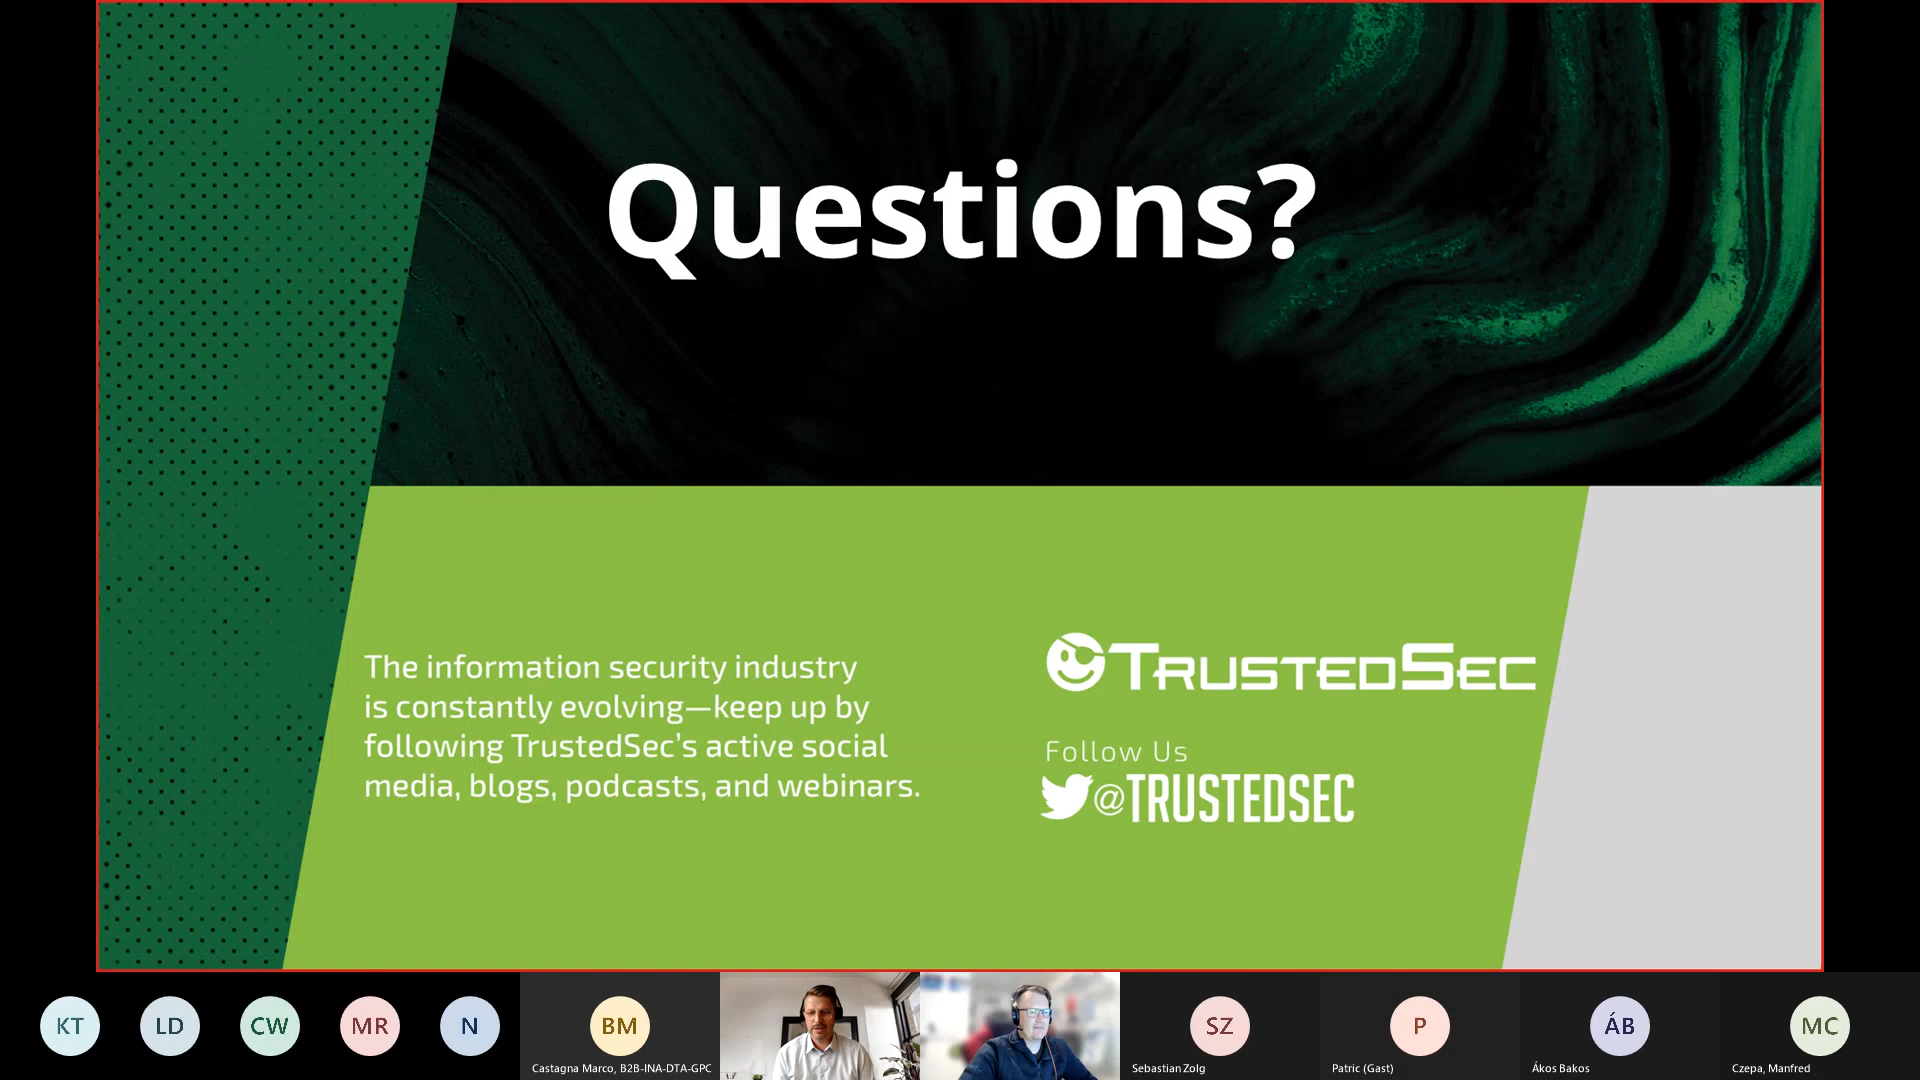 Questions?
The information security industry
is constantly evolving—keep up by
following TrustedSec’s active social
media, blogs, podcasts, and webinars.
TRUSTEDSEC
Follow Us
@TRUSTEDSEC
KT
LD
CW
MR
N
BM
Castagna Marco, B2B-INA-DTA-GPC
SZ
Sebastian Zolg
P
Patric (Gast)
ÁB
Ákos Bakos
MC
Czepa, Manfred